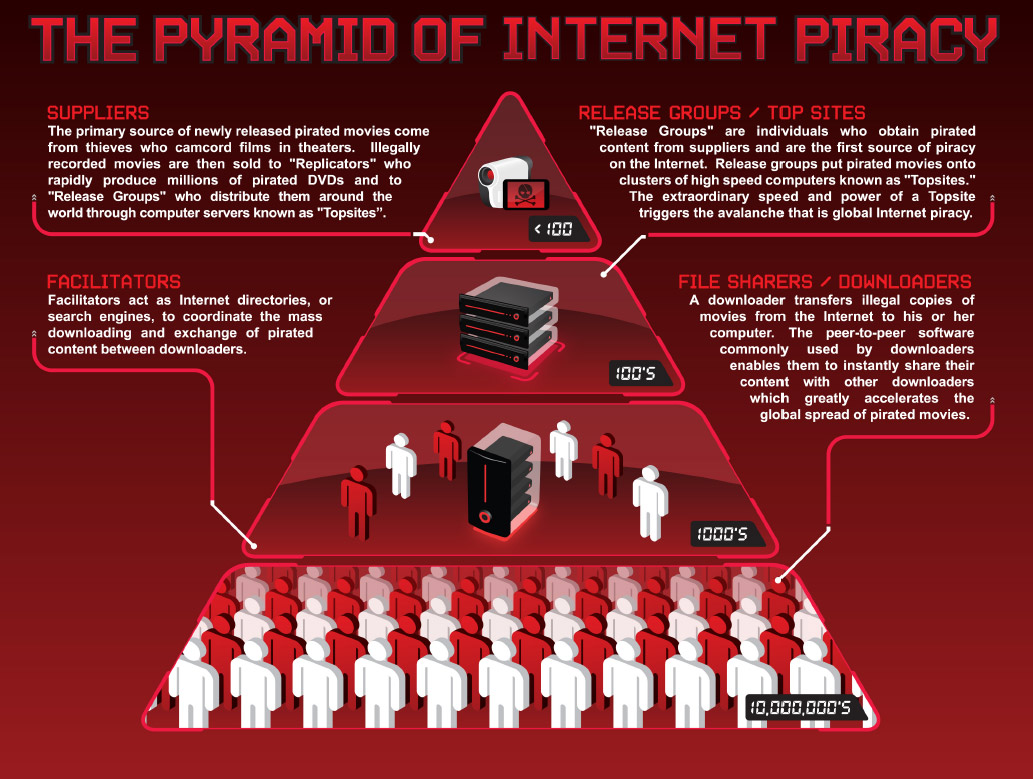 THE PYRAMID OF INTERNET PIRACY
SUPPLIERS
The primary source of newly released pirated movies come
from thieves who camcord films in theaters. Illegally
recorded movies are then sold to "Replicators" who
rapidly produce millions of pirated DVDs and to
"Release Groups" who distribute them around the
world through computer servers known as "Topsites".
RELEASE GROUPS / TOP SITES
"Release Groups" are individuals who obtain pirated
content from suppliers and are the first source of piracy
on the Internet. Release groups put pirated movies onto
clusters of high speed computers known as "Topsites."
The extraordinary speed and power of a Topsite
triggers the avalanche that is global Internet piracy.
<100
FACILITATORS
Facilitators act as Internet directories, or
search engines, to coordinate the mass
downloading and exchange of pirated
content between downloaders.
FILE SHARERS / DOWNLOADERS
A downloader transfers illegal copies of
movies from the Internet to his or her
computer. The peer-to-peer software
commonly used by downloaders
enables them to instantly share their
content with other downloaders
which greatly accelerates the
global spread of pirated movies.
100'S
1000'S
10,000,000'S